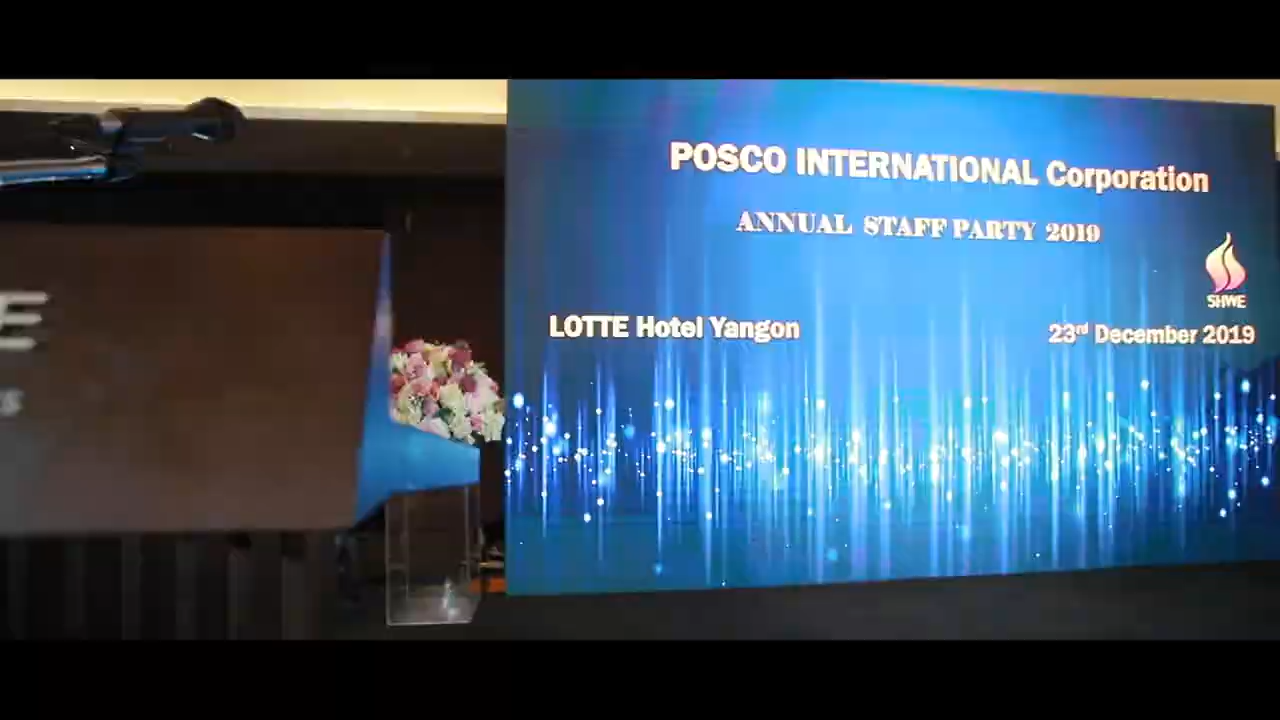 POSCO INTERNATIONAL Corporation
ANNUAL STAFF PARTY 2019
SHWE
LOTTE Hotel Yangon
23rd December 2019
E
s